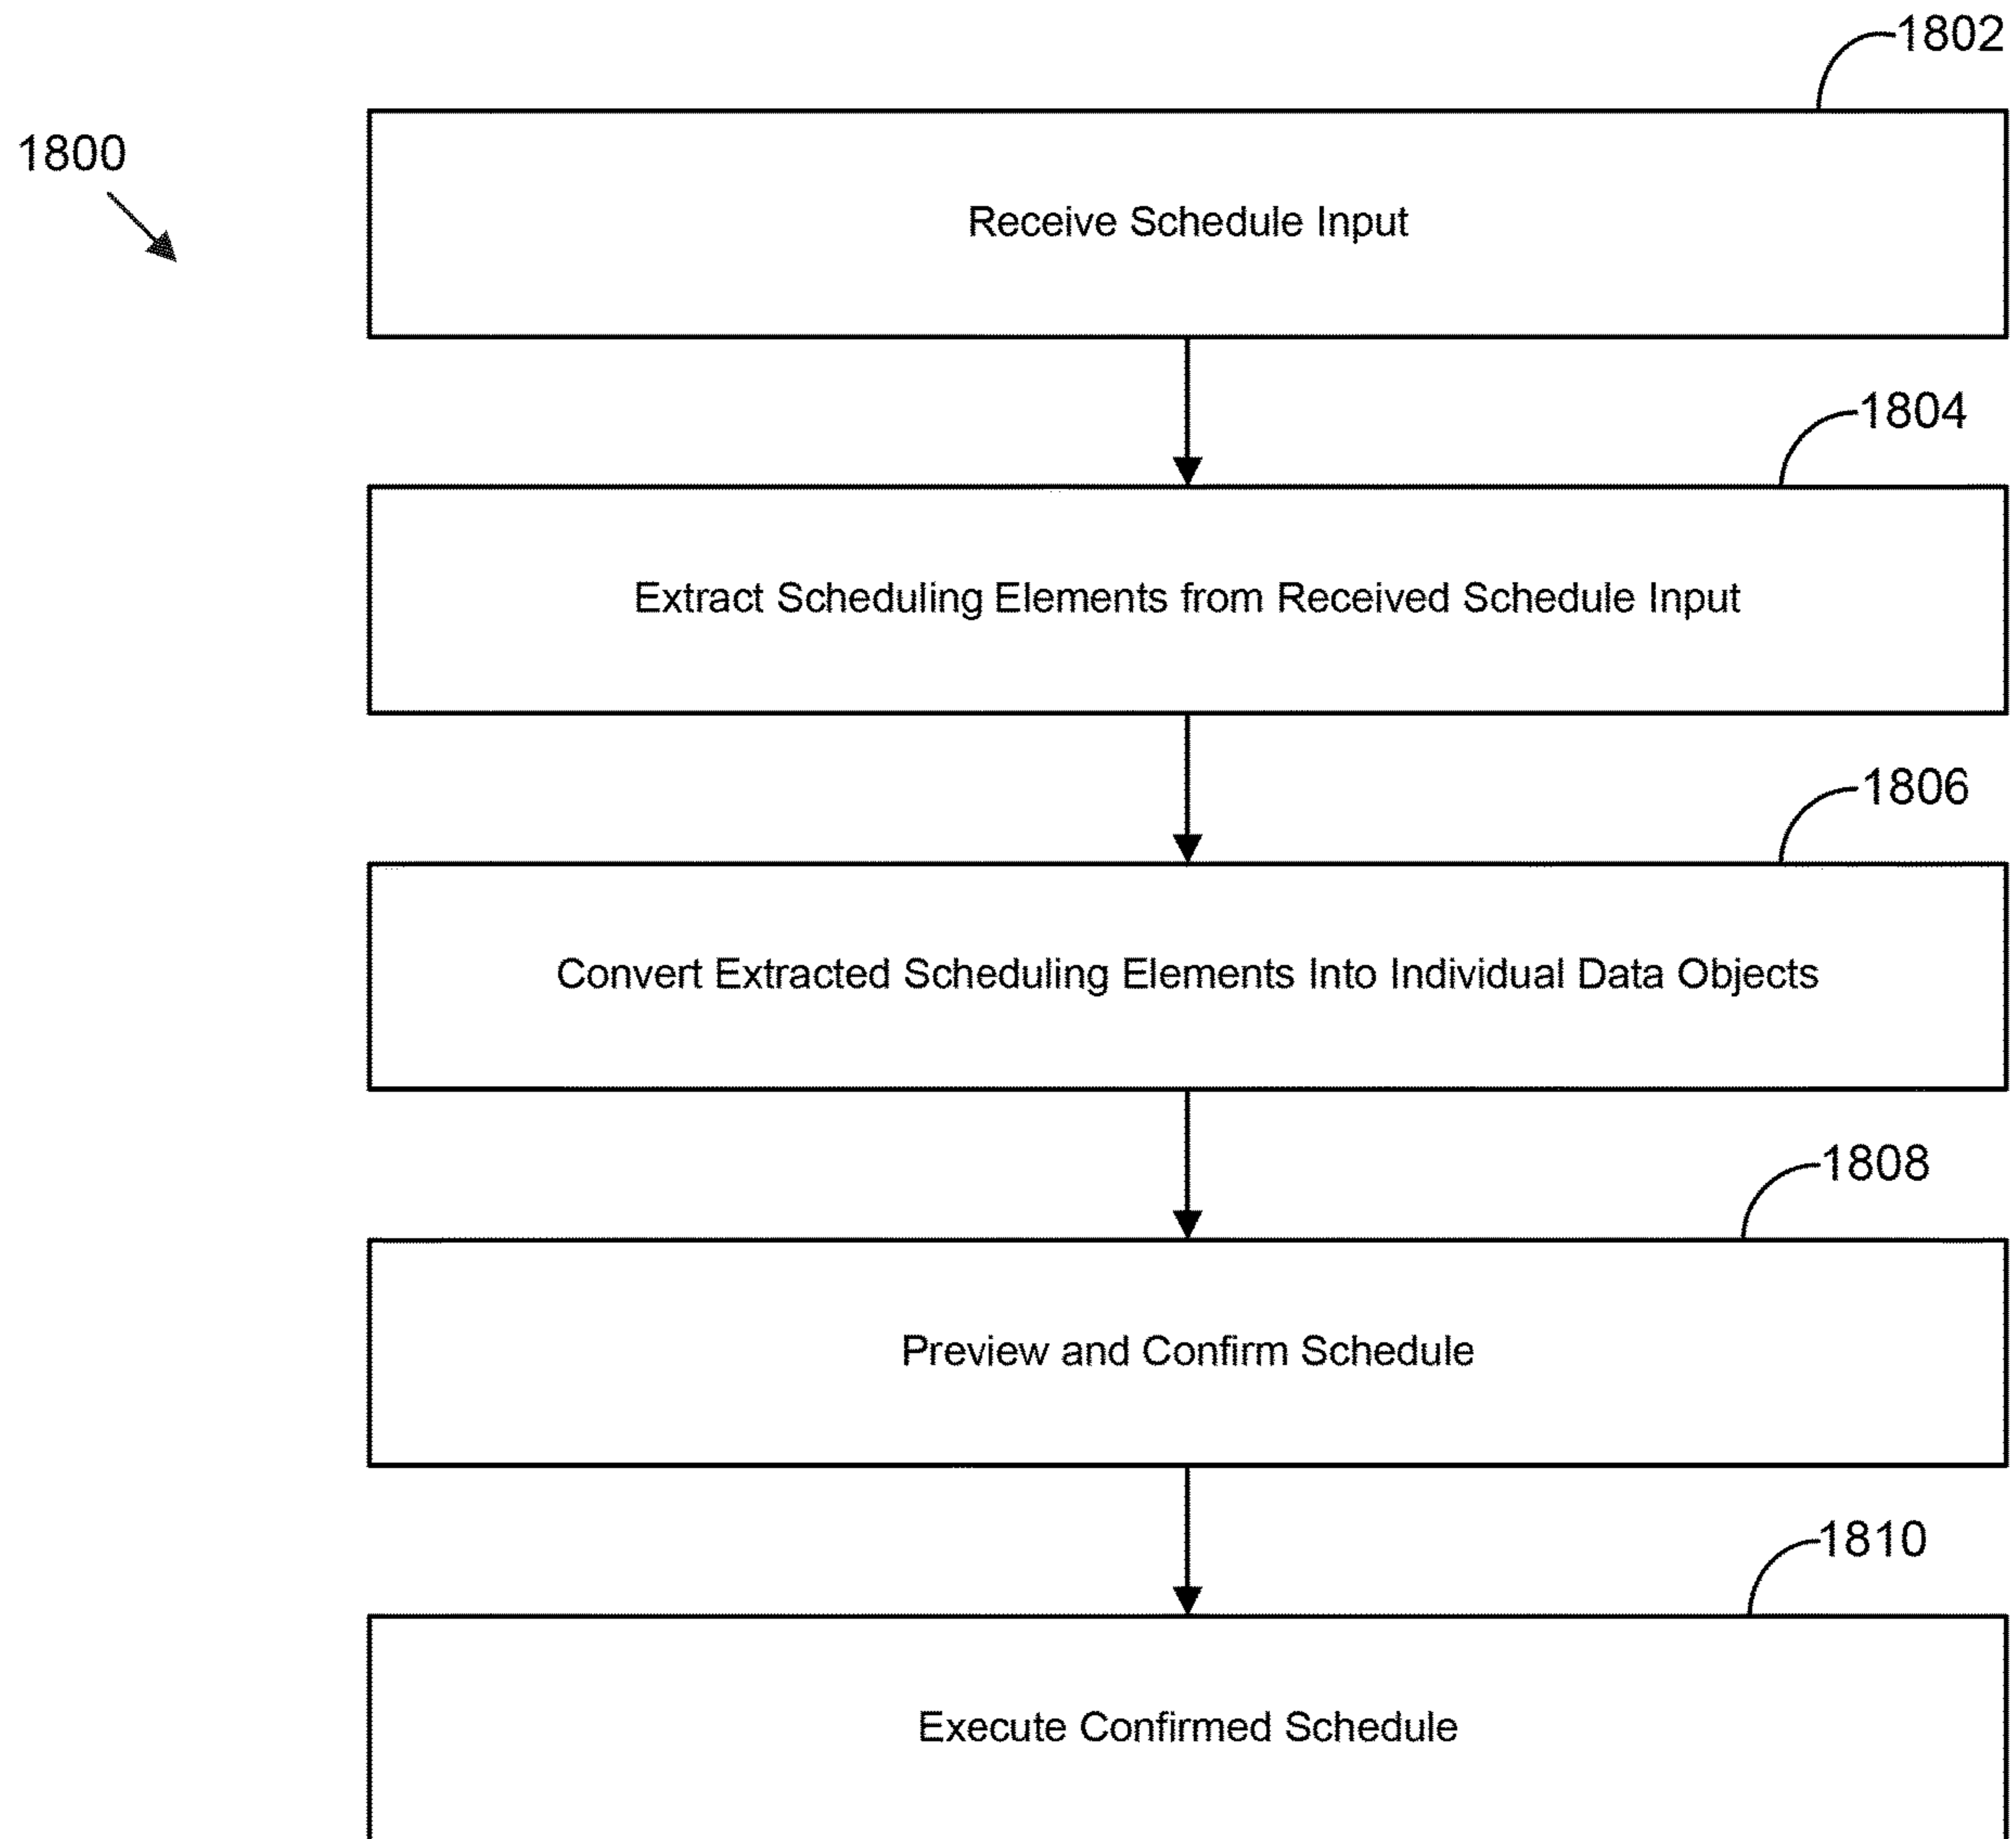 1802
1800
Receive Schedule Input
1804
Extract Scheduling Elements from Received Schedule Input
1806
Convert Extracted Scheduling Elements Into Individual Data Objects
1808
Preview and Confirm Schedule
1810
Execute Confirmed Schedule